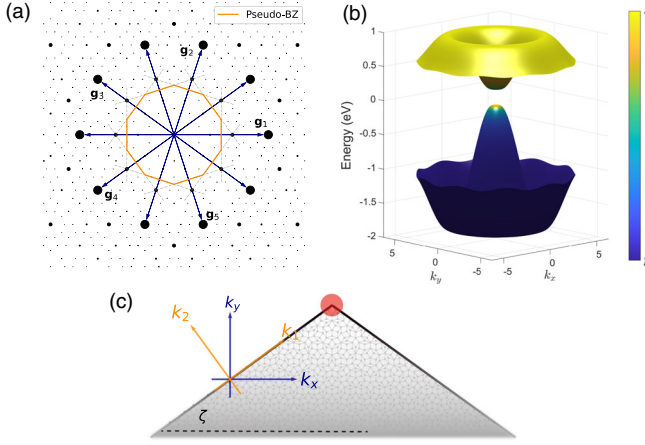 (a)
Pseudo-BZ
g2
g3
g1
g4
g5
(b)
1
0.5
0
-0.5
-1
-1.5
-2
Energy (eV)
5
0
-5
ky
-5
0
5
kx
(c)
k2
ky
k1
kx
ζ